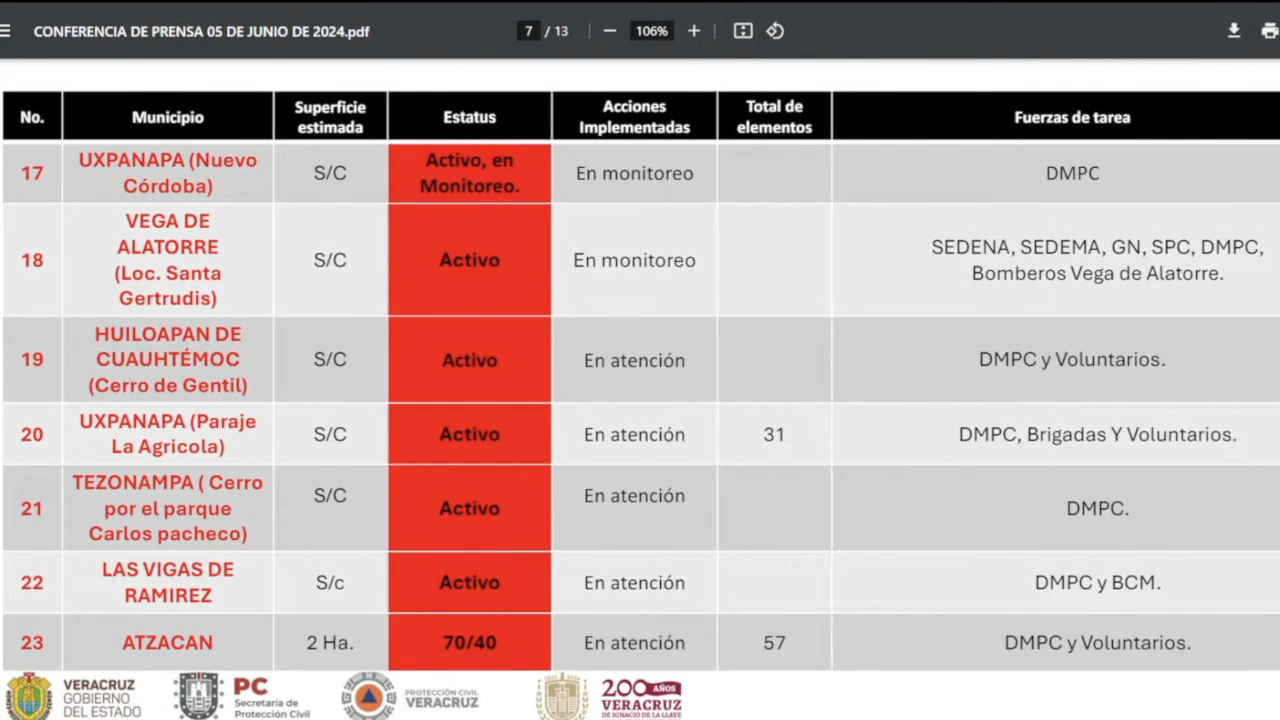 CONFERENCIA DE PRENSA 05 DE JUNIO DE 2024.pdf
7 / 13
106%
No.
Municipio
Superficie
estimada
Estatus
Acciones
Implementadas
Total de
elementos
Fuerzas de tarea
17
UXPANAPA (Nuevo
Córdoba)
S/C
Activo, en
Monitoreo.
En monitoreo
DMPC
18
VEGA DE
ALATORRE
(Loc. Santa
Gertrudis)
S/C
Activo
En monitoreo
SEDENA, SEDEMA, GN, SPC, DMPC,
Bomberos Vega de Alatorre.
19
HUILOAPAN DE
CUAUHTÉMOC
(Cerro de Gentil)
S/C
Activo
En atención
DMPC y Voluntarios.
20
UXPANAPA (Paraje
La Agricola)
S/C
Activo
En atención
31
DMPC, Brigadas Y Voluntarios.
21
TEZONAMPA ( Cerro
por el parque
Carlos pacheco)
S/C
Activo
En atención
DMPC.
22
LAS VIGAS DE
RAMIREZ
S/c
Activo
En atención
DMPC y BCM.
23
ATZACAN
2 Ha.
70/40
En atención
57
DMPC y Voluntarios.
VERACRUZ
GOBIERNO
DEL ESTADO
PC
Secretaría de
Protección Civil
PROTECCIÓN CIVIL
VERACRUZ
200 AÑOS
VERACRUZ
DE IGNACIO DE LA LLAVE